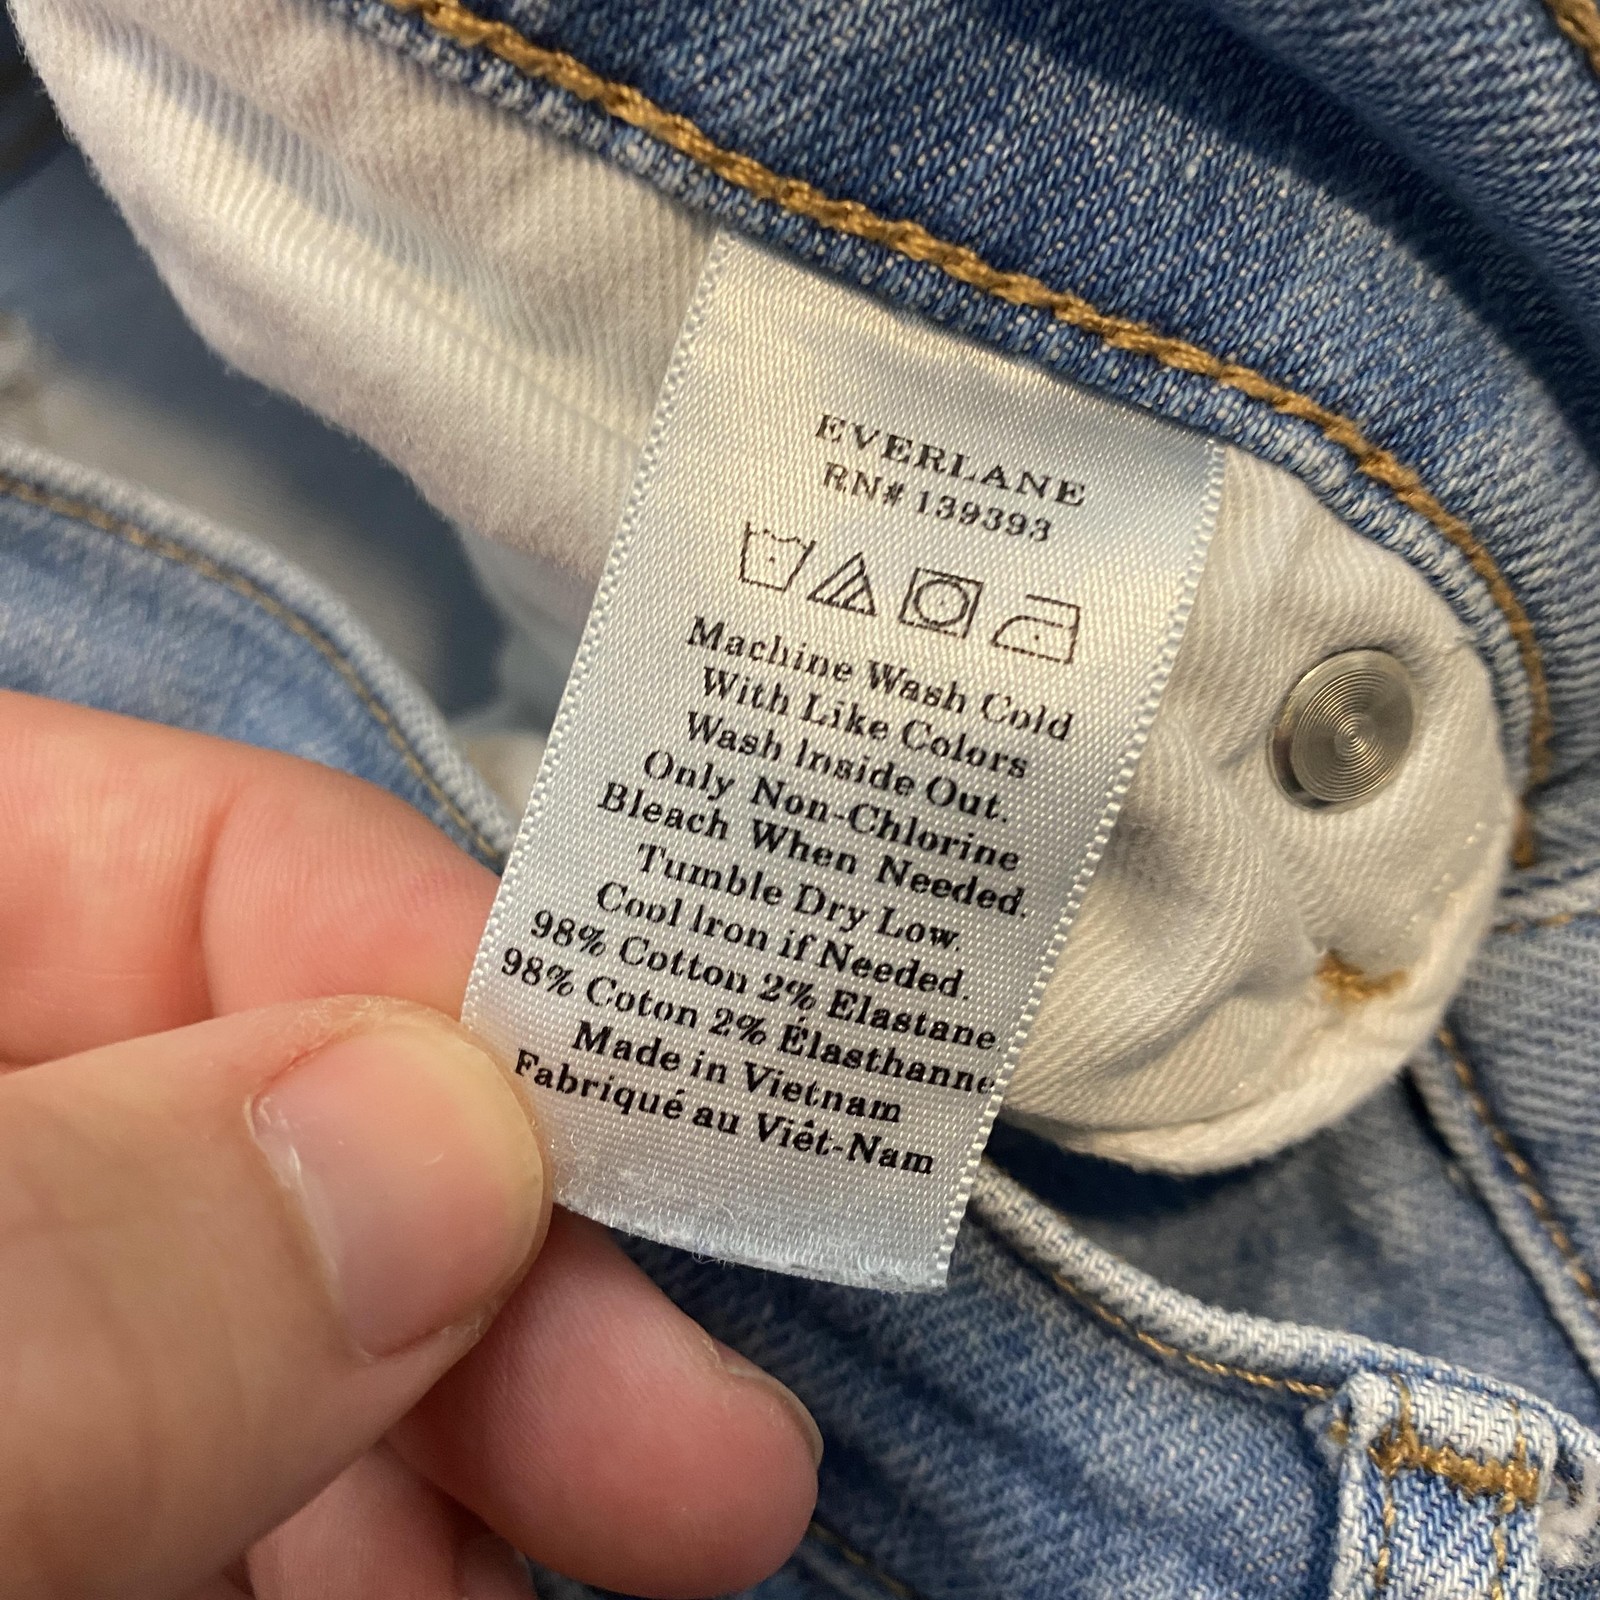 EVERLANE
RN# 139393
Machine Wash Cold
With Like Colors
Wash Inside Out.
Only Non-Chlorine
Bleach When Needed.
Tumble Dry Low.
Cool Iron if Needed.
98% Cotton 2% Elastane
98% Coton 2% Élasthanne
Made in Vietnam
Fabriqué au Viêt-Nam